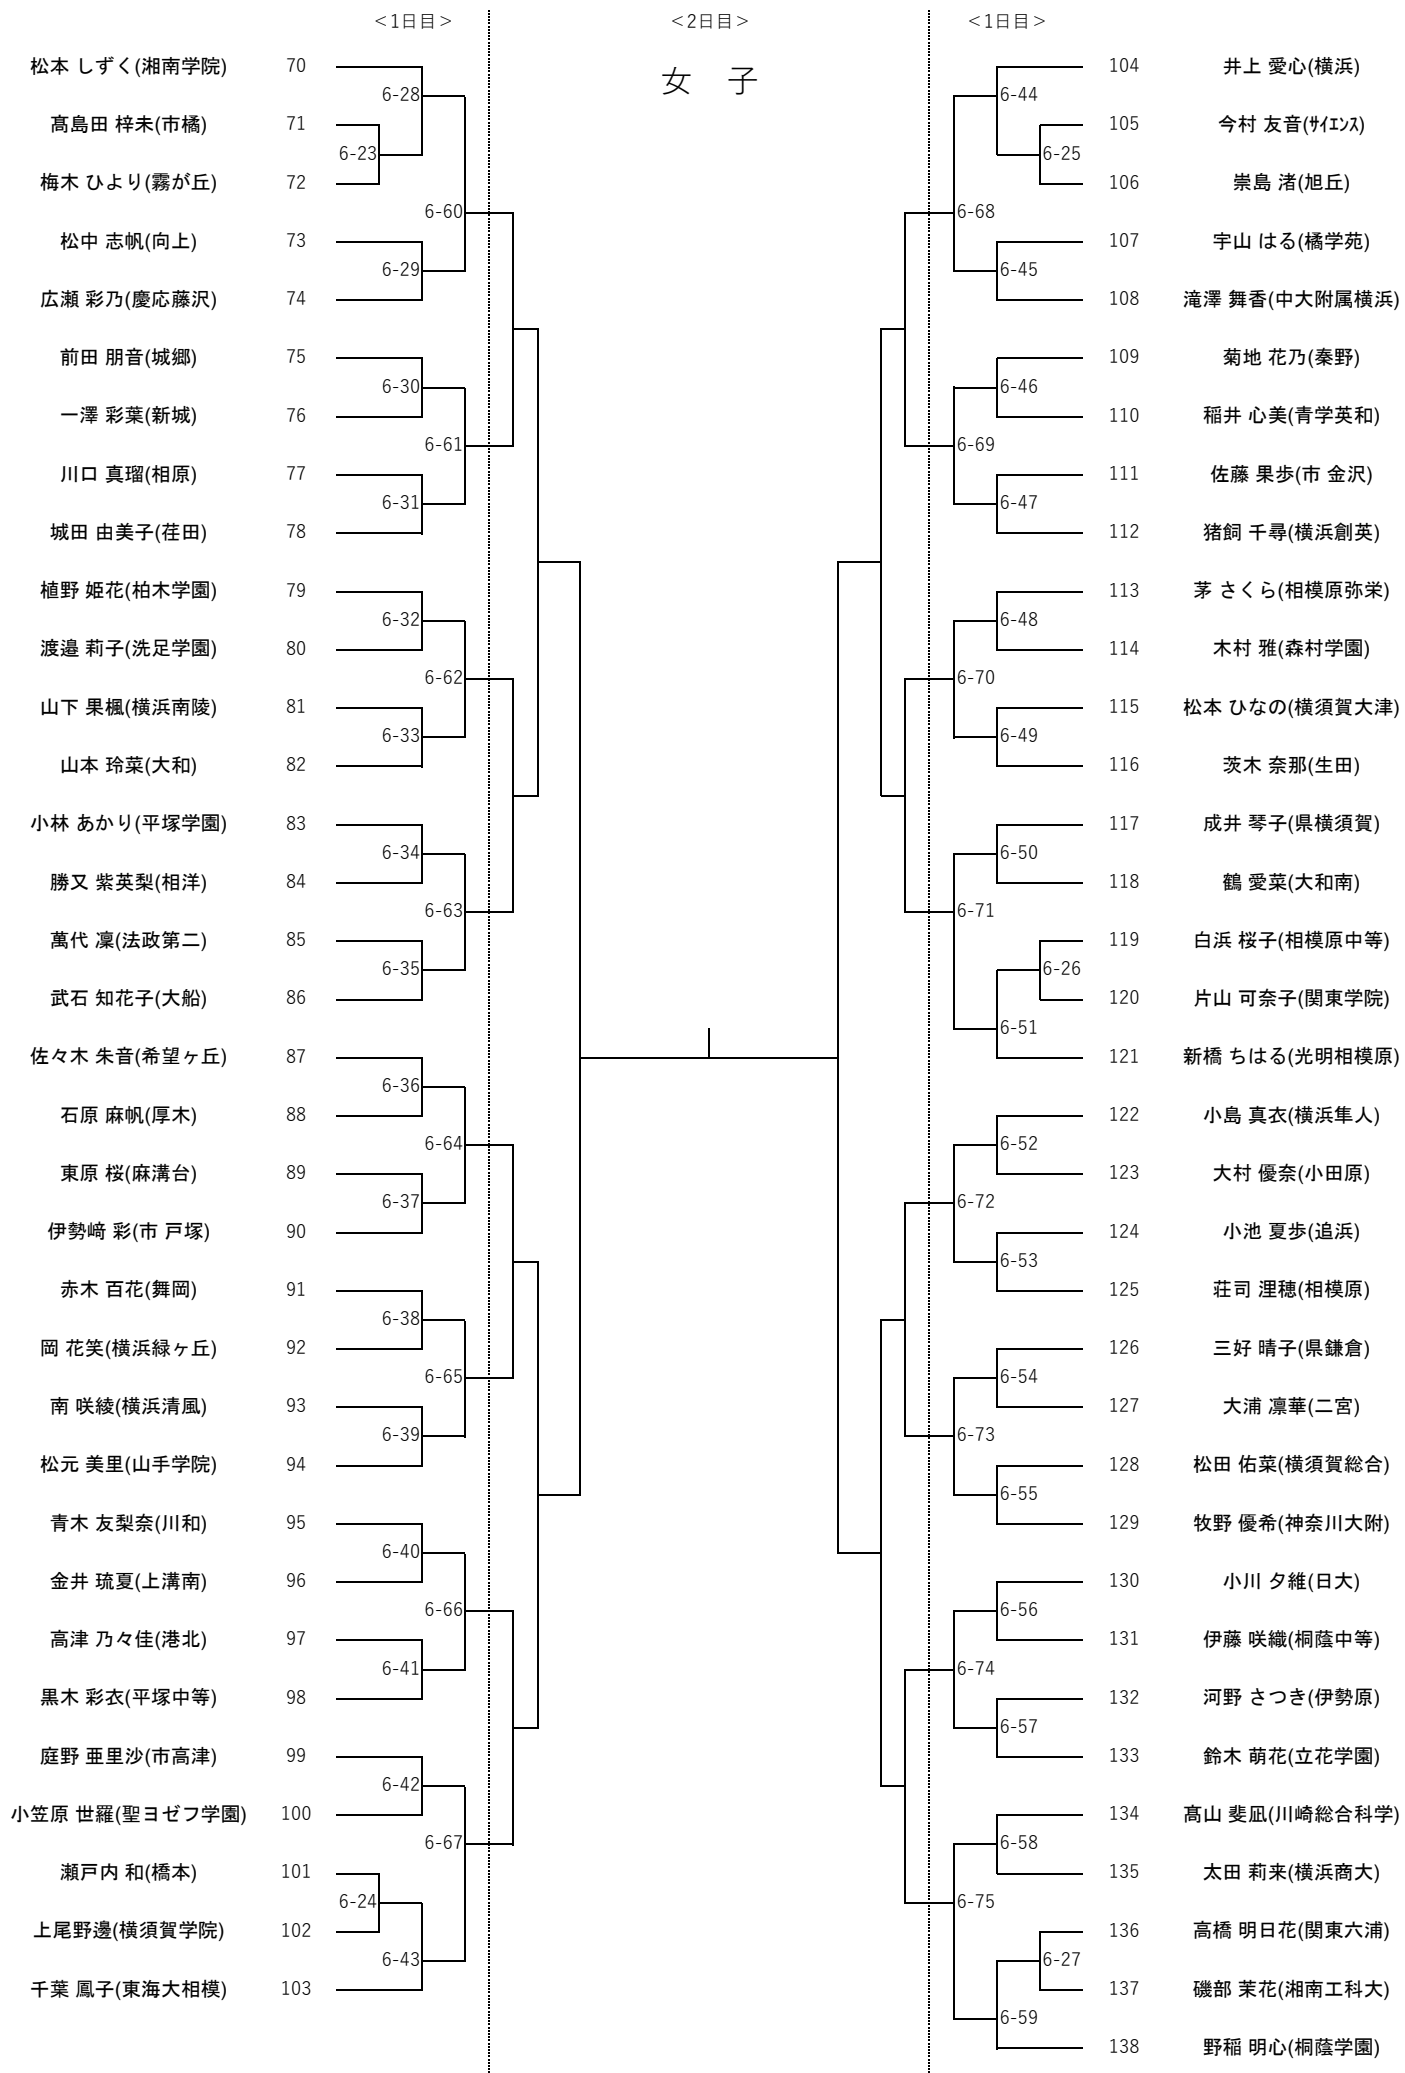 <1日目> <2日目> <1日目>
女 子
松本 しずく(湘南学院) 70
6-28
髙島田 梓未(市橘) 71
6-23
梅木 ひより(霧が丘) 72
6-60
松中 志帆(向上) 73
6-29
広瀬 彩乃(慶応藤沢) 74
前田 朋音(城郷) 75
6-30
一澤 彩葉(新城) 76
6-61
川口 真瑠(相原) 77
6-31
城田 由美子(荏田) 78
植野 姫花(柏木学園) 79
6-32
渡邉 莉子(洗足学園) 80
6-62
山下 果楓(横浜南陵) 81
6-33
山本 玲菜(大和) 82
小林 あかり(平塚学園) 83
6-34
勝又 紫英梨(相洋) 84
6-63
萬代 凜(法政第二) 85
6-35
武石 知花子(大船) 86
佐々木 朱音(希望ヶ丘) 87
6-36
石原 麻帆(厚木) 88
6-64
東原 桜(麻溝台) 89
6-37
伊勢﨑 彩(市 戸塚) 90
赤木 百花(舞岡) 91
6-38
岡 花笑(横浜緑ヶ丘) 92
6-65
南 咲綾(横浜清風) 93
6-39
松元 美里(山手学院) 94
青木 友梨奈(川和) 95
6-40
金井 琉夏(上溝南) 96
6-66
高津 乃々佳(港北) 97
6-41
黒木 彩衣(平塚中等) 98
庭野 亜里沙(市高津) 99
6-42
小笠原 世羅(聖ヨゼフ学園) 100
6-67
瀬戸内 和(橋本) 101
6-24
上尾野邊(横須賀学院) 102
6-43
千葉 鳳子(東海大相模) 103
104 井上 愛心(横浜)
6-44
105 今村 友音(ｻｲｴﾝｽ)
6-25
106 崇島 渚(旭丘)
6-68
107 宇山 はる(橘学苑)
6-45
108 滝澤 舞香(中大附属横浜)
109 菊地 花乃(秦野)
6-46
110 稲井 心美(青学英和)
6-69
111 佐藤 果歩(市 金沢)
6-47
112 猪飼 千尋(横浜創英)
113 茅 さくら(相模原弥栄)
6-48
114 木村 雅(森村学園)
6-70
115 松本 ひなの(横須賀大津)
6-49
116 茨木 奈那(生田)
117 成井 琴子(県横須賀)
6-50
118 鶴 愛菜(大和南)
6-71
119 白浜 桜子(相模原中等)
6-26
120 片山 可奈子(関東学院)
6-51
121 新橋 ちはる(光明相模原)
122 小島 真衣(横浜隼人)
6-52
123 大村 優奈(小田原)
6-72
124 小池 夏歩(追浜)
6-53
125 荘司 浬穂(相模原)
126 三好 晴子(県鎌倉)
6-54
127 大浦 凛華(二宮)
6-73
128 松田 佑菜(横須賀総合)
6-55
129 牧野 優希(神奈川大附)
130 小川 夕維(日大)
6-56
131 伊藤 咲織(桐蔭中等)
6-74
132 河野 さつき(伊勢原)
6-57
133 鈴木 萌花(立花学園)
134 髙山 斐凪(川崎総合科学)
6-58
135 太田 莉来(横浜商大)
6-75
136 高橋 明日花(関東六浦)
6-27
137 磯部 茉花(湘南工科大)
6-59
138 野稲 明心(桐蔭学園)